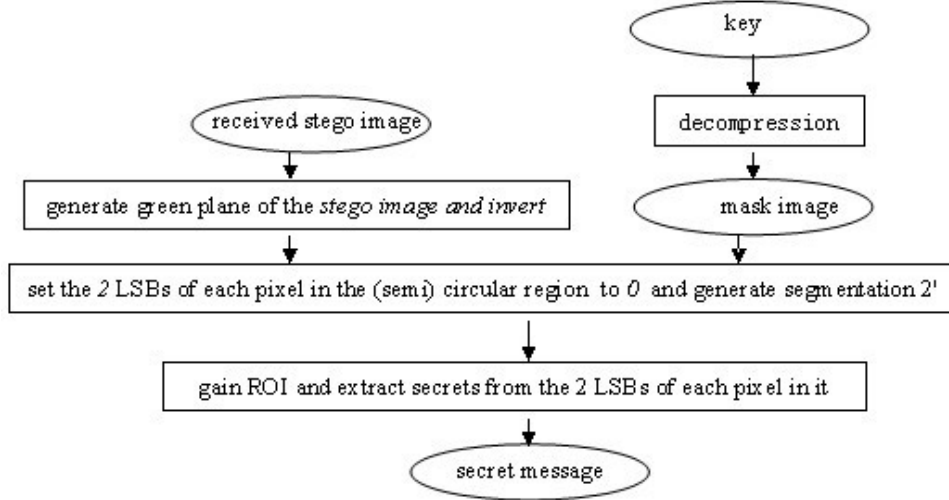 key
decompression
received stego image
generate green plane of the stego image and invert
mask image
set the 2 LSBs of each pixel in the (semi) circular region to 0 and generate segmentation 2'
gain ROI and extract secrets from the 2 LSBs of each pixel in it
secret message